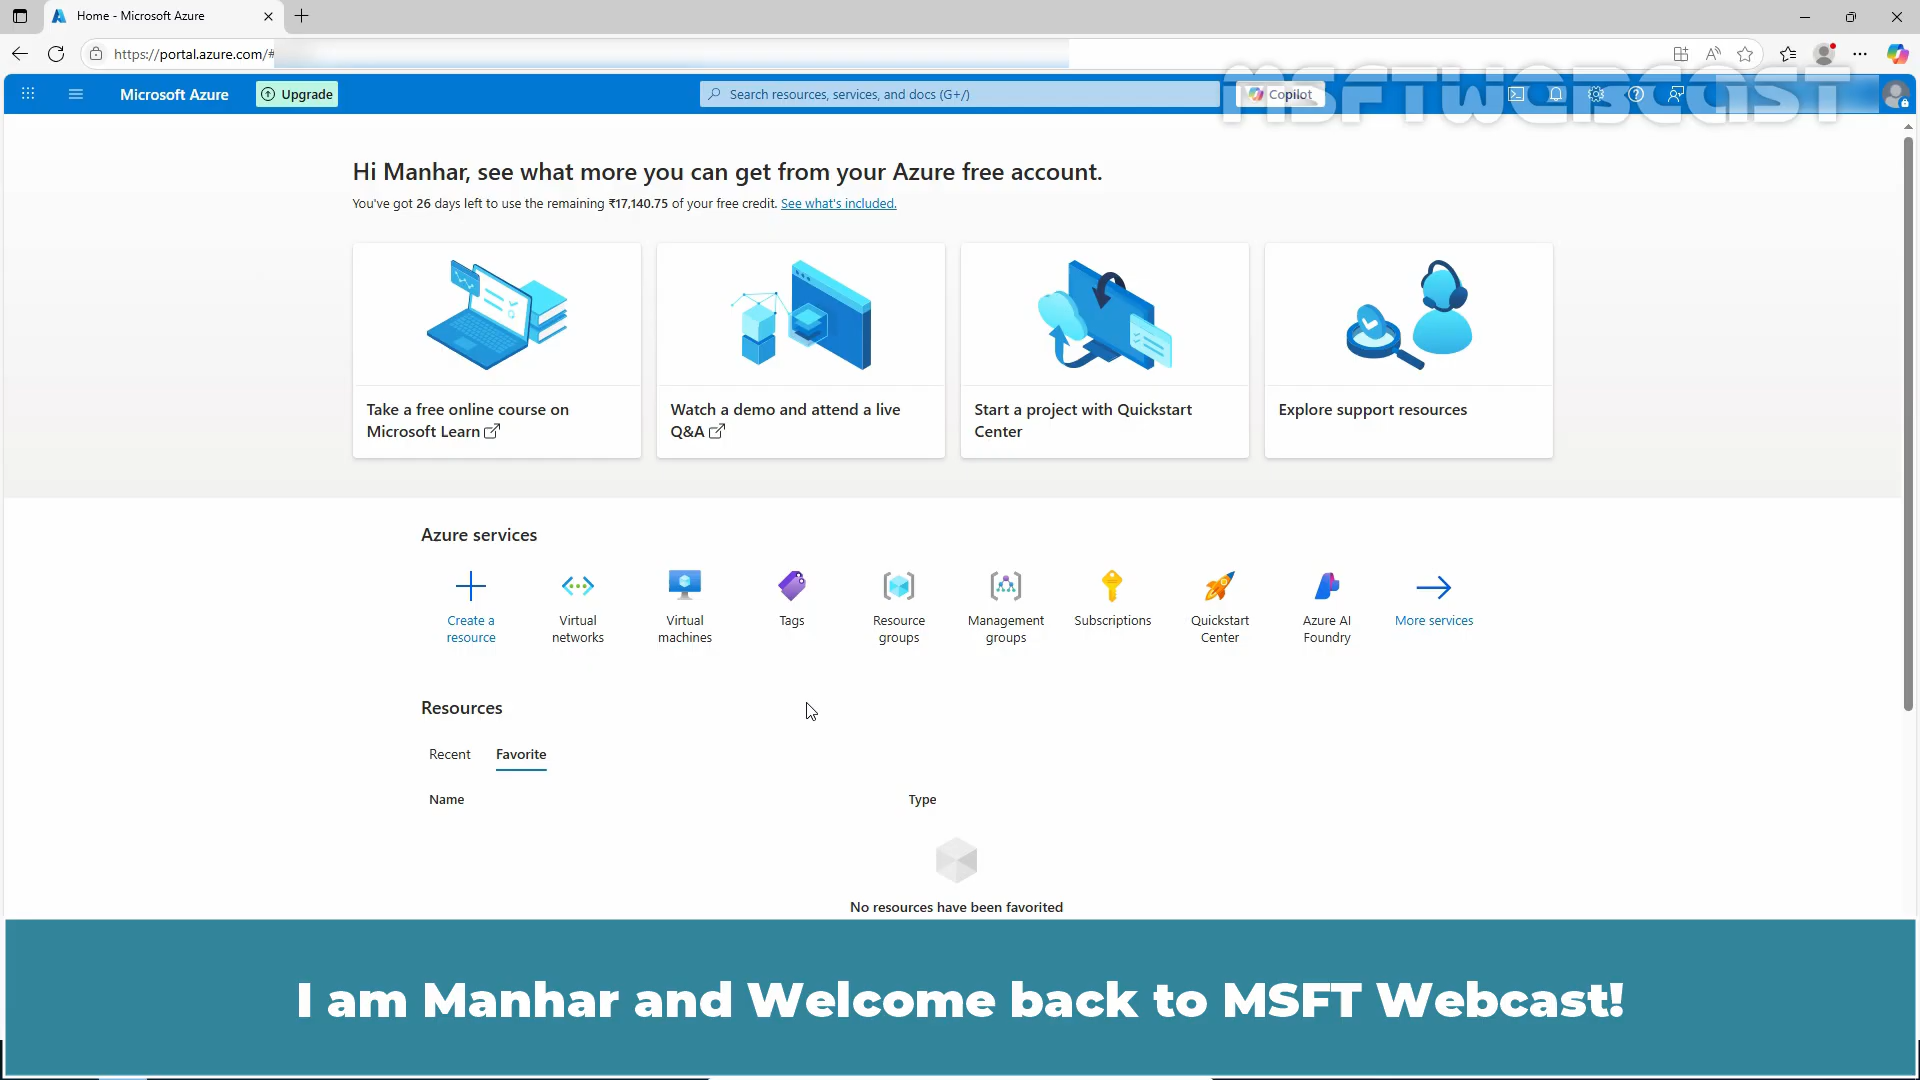 Home - Microsoft Azure
https://portal.azure.com/#
Microsoft Azure
Upgrade
Search resources, services, and docs (G+/)
Copilot
MSFTWEBCAST
Hi Manhar, see what more you can get from your Azure free account.
You've got 26 days left to use the remaining ₹17,140.75 of your free credit. See what's included.
Take a free online course on
Microsoft Learn
Watch a demo and attend a live
Q&A
Start a project with Quickstart
Center
Explore support resources
Azure services
Create a
resource
Virtual
networks
Virtual
machines
Tags
Resource
groups
Management
groups
Subscriptions
Quickstart
Center
Azure AI
Foundry
More services
Resources
Recent
Favorite
Name
Type
No resources have been favorited
I am Manhar and Welcome back to MSFT Webcast!